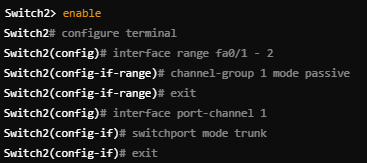 Switch2> enable
Switch2# configure terminal
Switch2(config)# interface range fa0/1 - 2
Switch2(config-if-range)# channel-group 1 mode passive
Switch2(config-if-range)# exit
Switch2(config)# interface port-channel 1
Switch2(config-if)# switchport mode trunk
Switch2(config-if)# exit